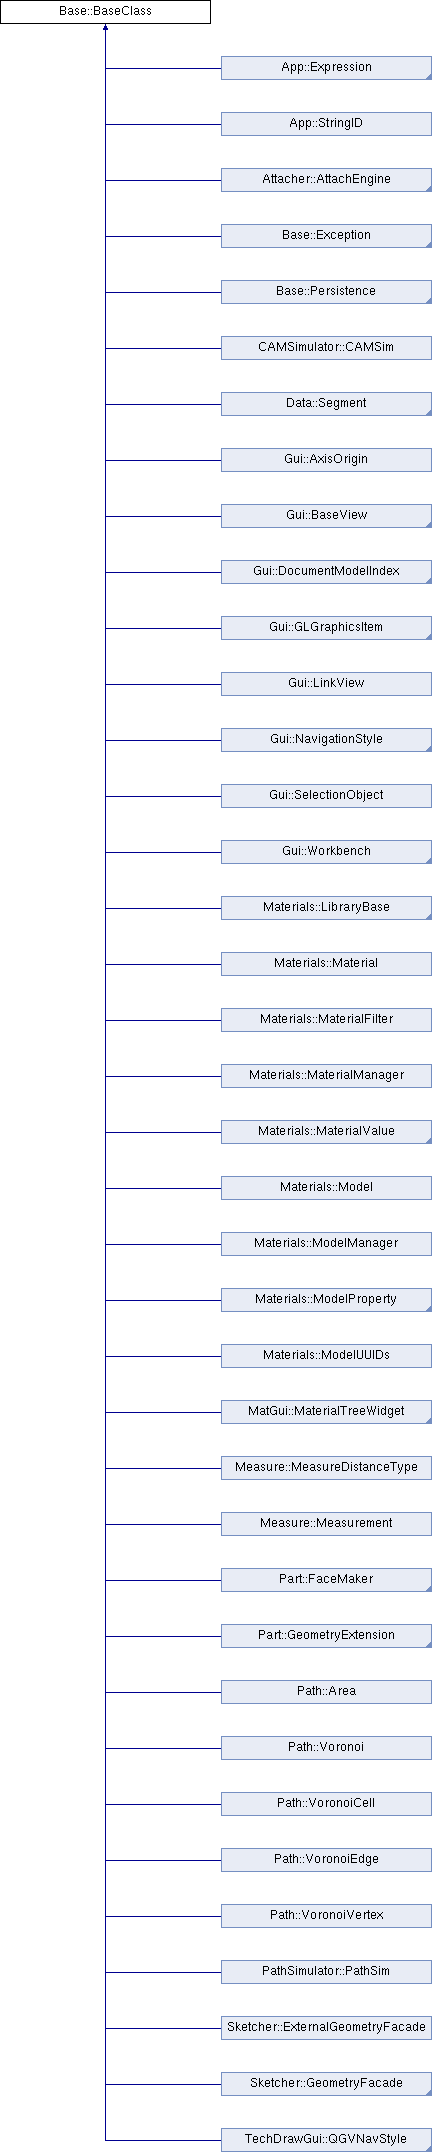 Base::BaseClass
App::Expression
App::StringID
Attacher::AttachEngine
Base::Exception
Base::Persistence
CAMSimulator::CAMSim
Data::Segment
Gui::AxisOrigin
Gui::BaseView
Gui::DocumentModelIndex
Gui::GLGraphicsItem
Gui::LinkView
Gui::NavigationStyle
Gui::SelectionObject
Gui::Workbench
Materials::LibraryBase
Materials::Material
Materials::MaterialFilter
Materials::MaterialManager
Materials::MaterialValue
Materials::Model
Materials::ModelManager
Materials::ModelProperty
Materials::ModelUUIDs
MatGui::MaterialTreeWidget
Measure::MeasureDistanceType
Measure::Measurement
Part::FaceMaker
Part::GeometryExtension
Path::Area
Path::Voronoi
Path::VoronoiCell
Path::VoronoiEdge
Path::VoronoiVertex
PathSimulator::PathSim
Sketcher::ExternalGeometryFacade
Sketcher::GeometryFacade
TechDrawGui::QGVNavStyle